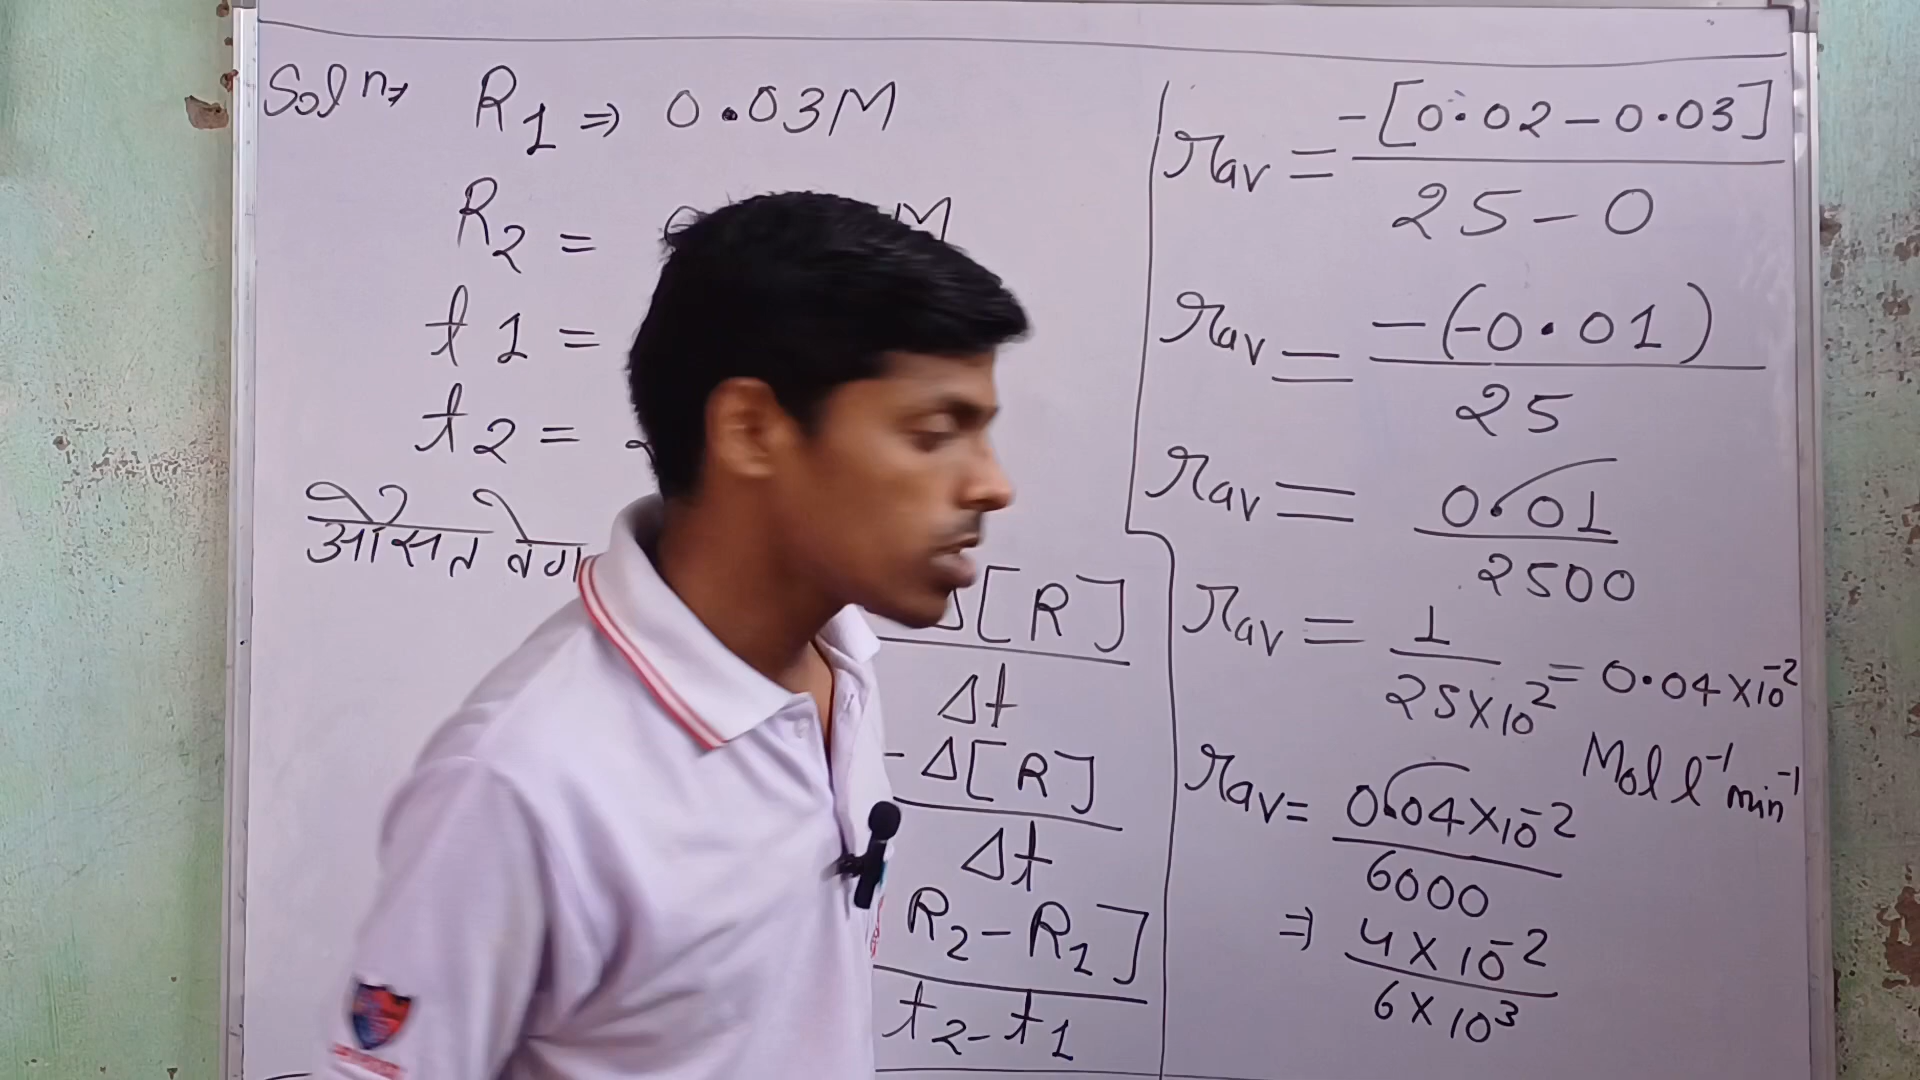 Solⁿ⇒ R₁ ⇒ 0.03M
R₂ = M
t1 =
t2 =
औसत वेग
Δ[R]
Δt
-Δ[R]
Δt
R₂-R₁]
t₂-t₁
rav = -[0.02-0.03]
25-0
rav = -(-0.01)
25
rav = 0.01
2500
rav = 1
25×10² = 0.04×10⁻²
Mol l⁻¹ min⁻¹
rav = 0.04×10⁻²
6000
⇒ 4×10⁻²
6×10³